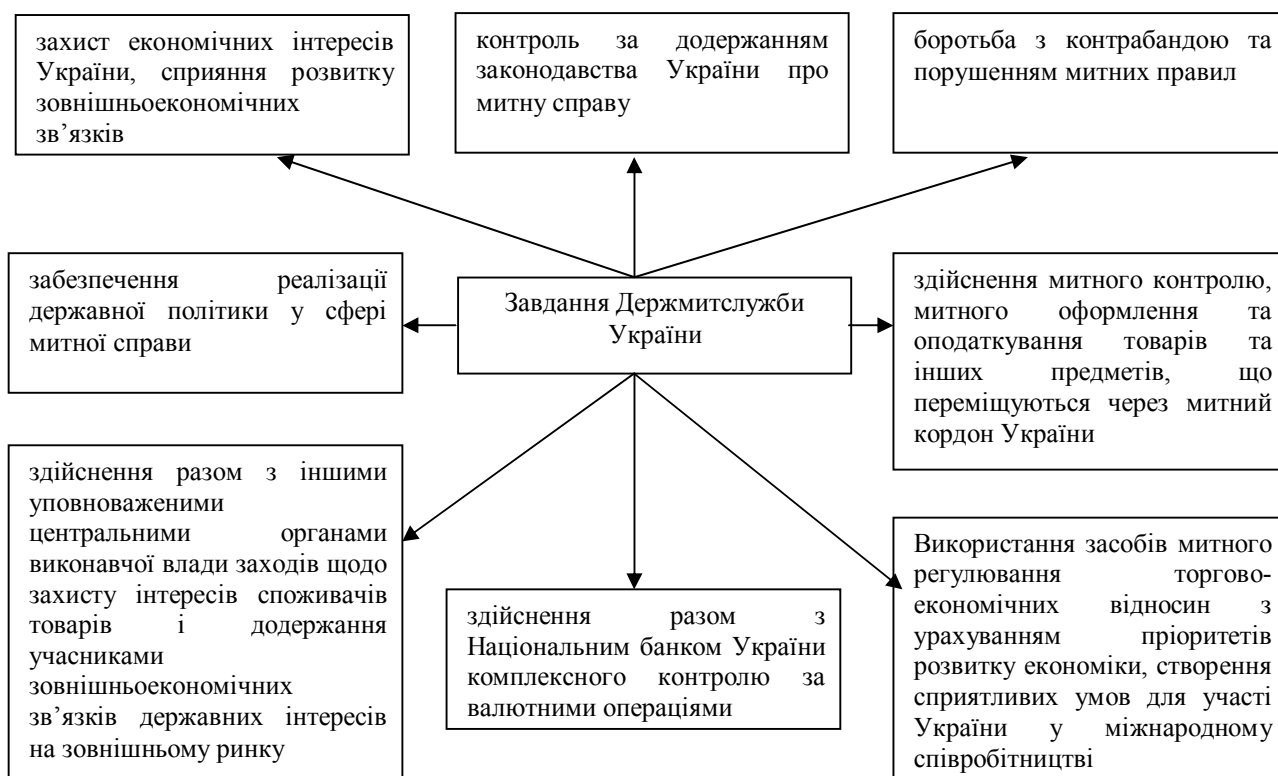 захист економічних інтересів
України, сприяння розвитку
зовнішньоекономічних
зв’язків
контроль за додержанням
законодавства України про
митну справу
боротьба з контрабандою та
порушенням митних правил
забезпечення реалізації
державної політики у сфері
митної справи
Завдання Держмитслужби
України
здійснення митного контролю,
митного оформлення та
оподаткування товарів та
інших предметів, що
переміщуються через митний
кордон України
здійснення разом з іншими
уповноваженими
центральними органами
виконавчої влади заходів щодо
захисту інтересів споживачів
товарів і додержання
учасниками
зовнішньоекономічних
зв’язків державних інтересів
на зовнішньому ринку
здійснення разом з
Національним банком України
комплексного контролю за
валютними операціями
Використання засобів митного
регулювання торгово-
економічних відносин з
урахуванням пріоритетів
розвитку економіки, створення
сприятливих умов для участі
України у міжнародному
співробітництві